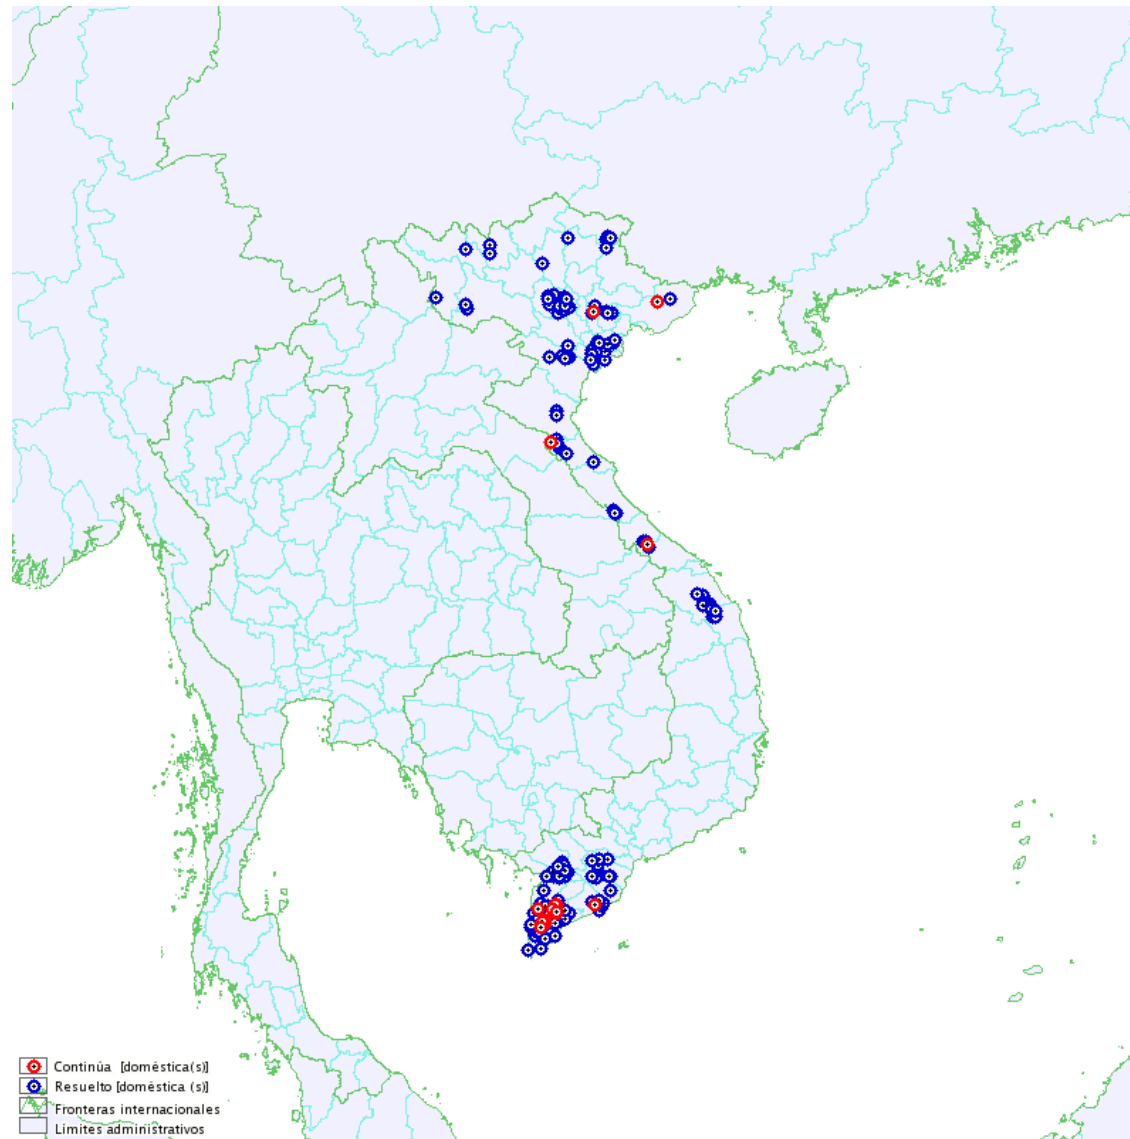 Continúa [doméstica(s)]
Resuelto [doméstica (s)]
Fronteras internacionales
Límites administrativos